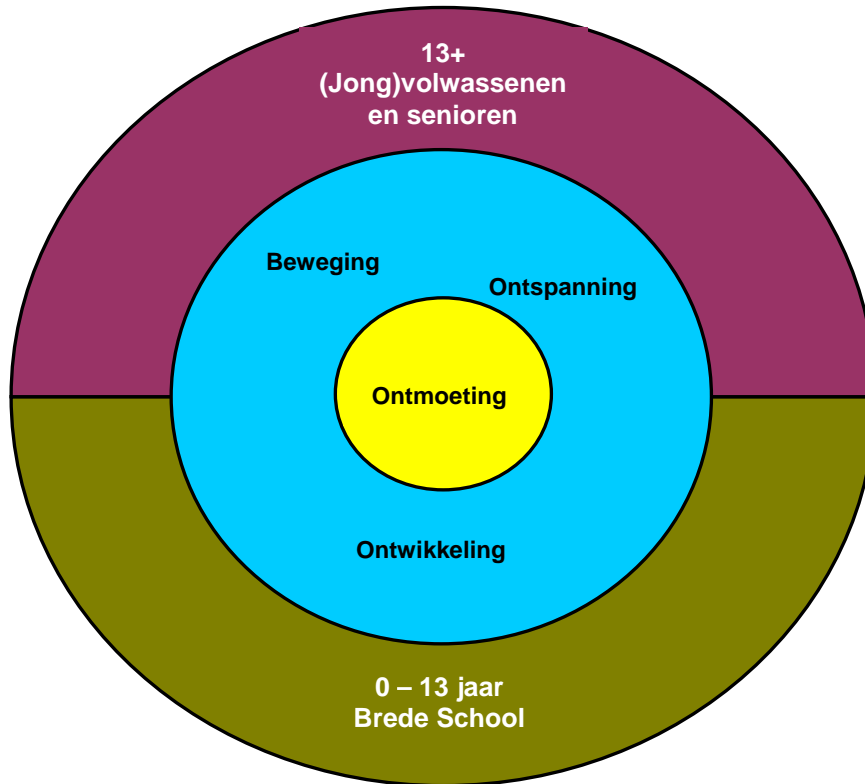 13+
(Jong)volwassenen
en senioren
Beweging
Ontspanning
Ontmoeting
Ontwikkeling
0 – 13 jaar
Brede School